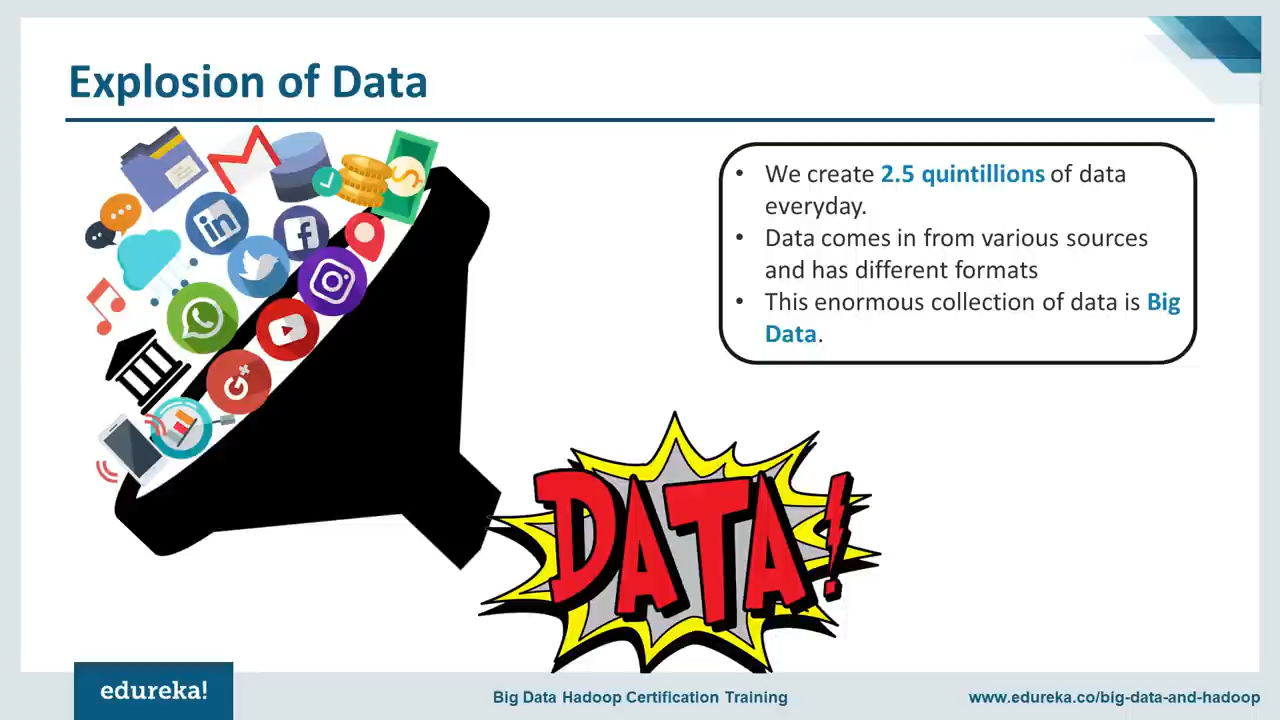 Explosion of Data
• We create 2.5 quintillions of data
everyday.
• Data comes in from various sources
and has different formats
• This enormous collection of data is Big
Data.
DATA!
edureka!
Big Data Hadoop Certification Training
www.edureka.co/big-data-and-hadoop